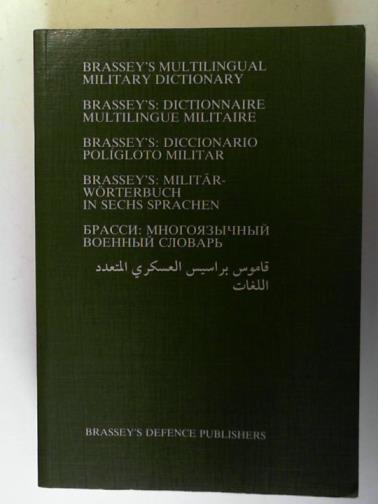 BRASSEY'S MULTILINGUAL
MILITARY DICTIONARY
BRASSEY'S: DICTIONNAIRE
MULTILINGUE MILITAIRE
BRASSEY'S: DICCIONARIO
POLÍGLOTO MILITAR
BRASSEY'S: MILITÄR-
WÖRTERBUCH
IN SECHS SPRACHEN
БРАССИ: МНОГОЯЗЫЧНЫЙ
ВОЕННЫЙ СЛОВАРЬ
قاموس براسيس العسكري المتعدد
اللغات
BRASSEY'S DEFENCE PUBLISHERS